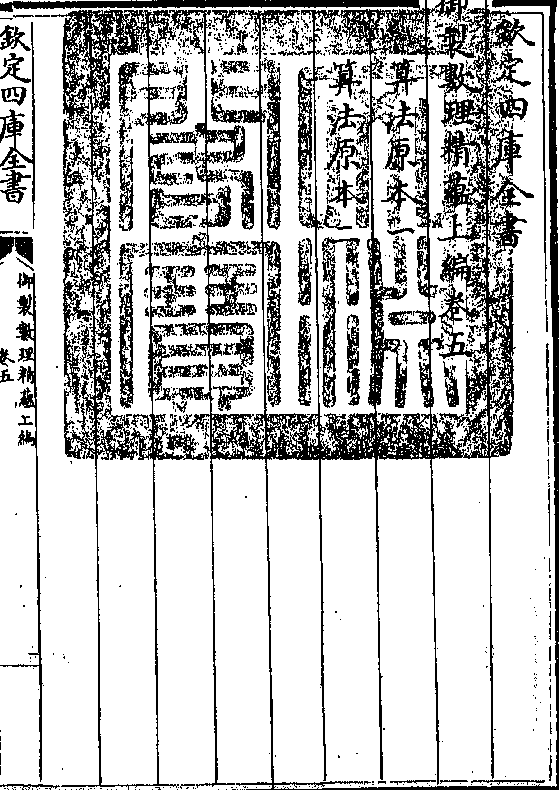 欽定四庫全書
御製數理精蘊上編卷五
算法原本一
算法原本二
欽定四庫全書
御製數理精蘊上編
卷五